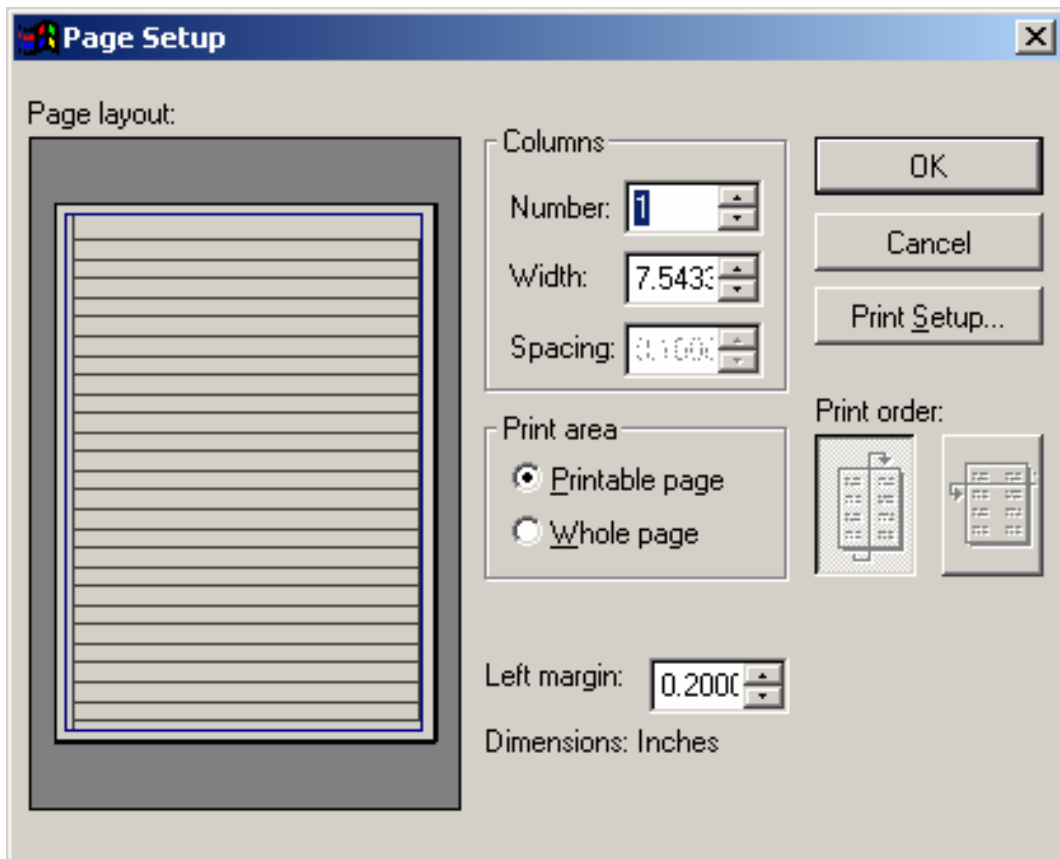 Page Setup
Page layout:
Columns
Number: 1
Width: 7.5433
Spacing:
Print area
Printable page
Whole page
Left margin: 0.2000
Dimensions: Inches
OK
Cancel
Print Setup...
Print order: